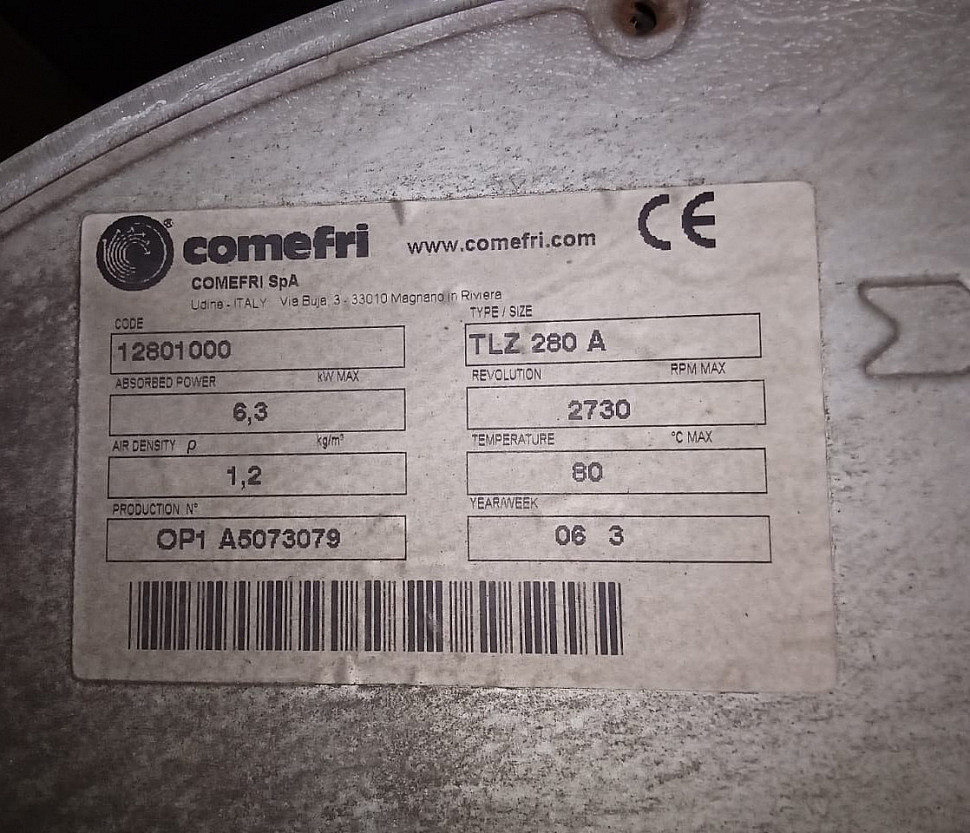 comefri® www.comefri.com CE
COMEFRI SpA
Udine - ITALY Via Buja, 3 - 33010 Magnano in Riviera
CODE TYPE / SIZE
12801000 TLZ 280 A
ABSORBED POWER kW MAX REVOLUTION RPM MAX
6,3 2730
AIR DENSITY ρ kg/m³ TEMPERATURE °C MAX
1,2 80
PRODUCTION N° YEAR/WEEK
OP1 A5073079 06 3